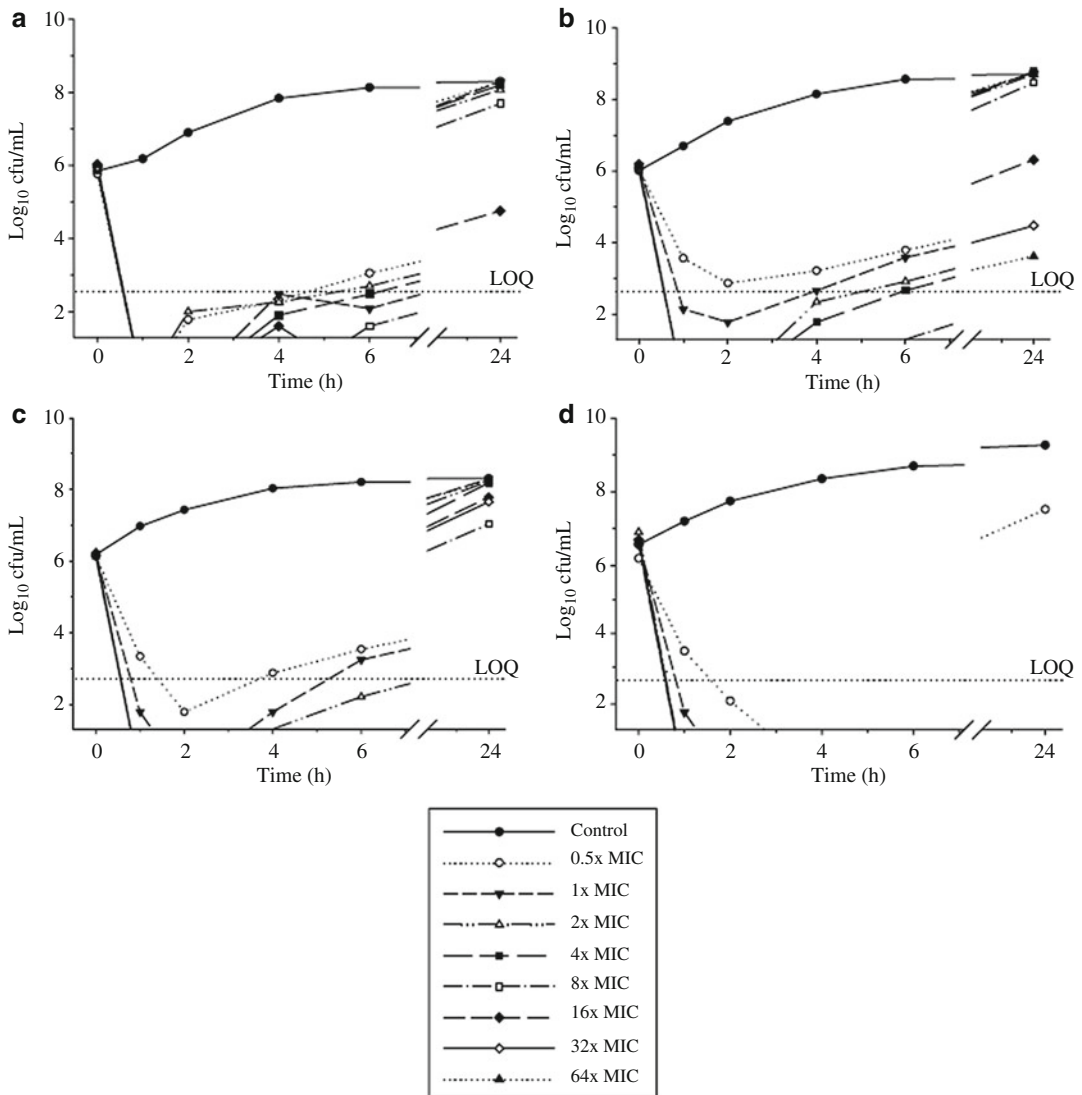 a
10
8
6
4
2
Log10 cfu/mL
LOQ
0
2
4
6
24
Time (h)
b
10
8
6
4
2
Log10 cfu/mL
LOQ
0
2
4
6
24
Time (h)
c
10
8
6
4
2
Log10 cfu/mL
LOQ
0
2
4
6
24
Time (h)
d
10
8
6
4
2
Log10 cfu/mL
LOQ
0
2
4
6
24
Time (h)
Control
0.5x MIC
1x MIC
2x MIC
4x MIC
8x MIC
16x MIC
32x MIC
64x MIC